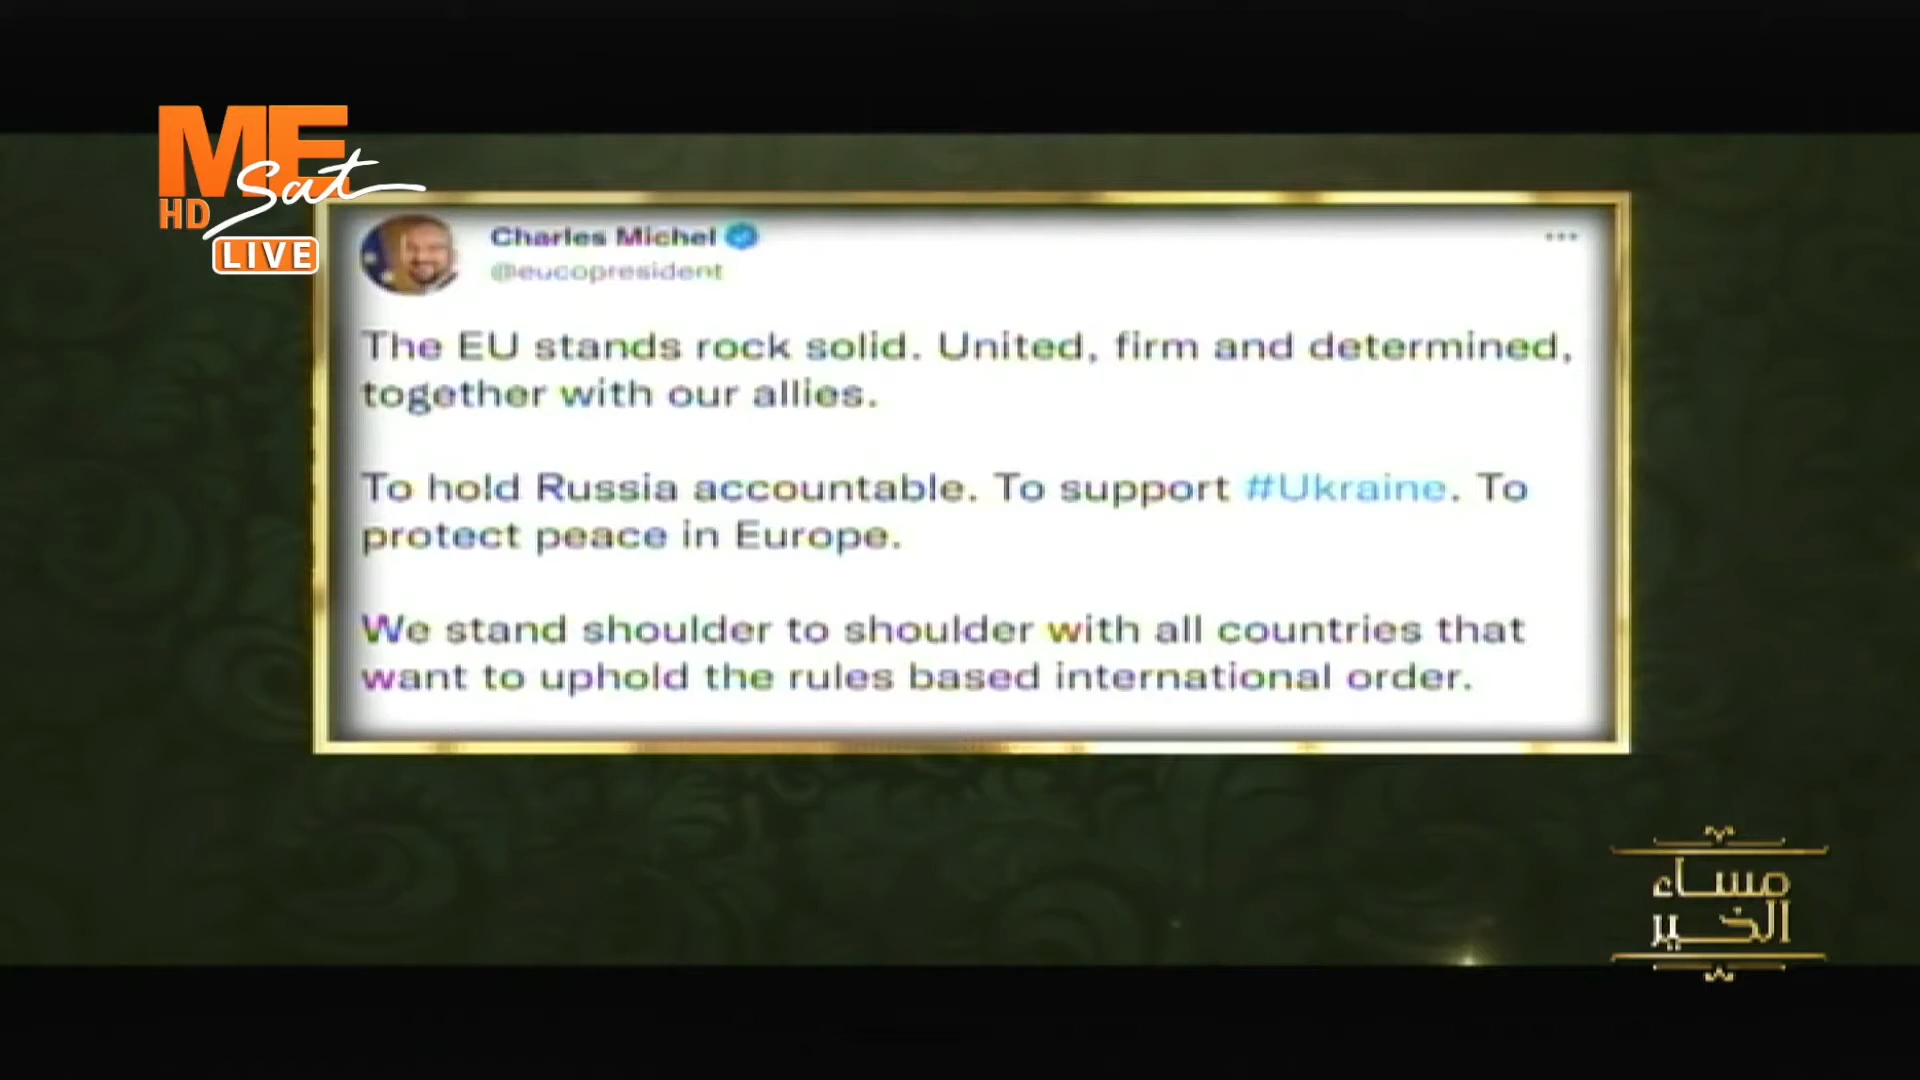 ME
Sat
HD
LIVE
Charles Michel
@eucopresident
The EU stands rock solid. United, firm and determined,
together with our allies.
To hold Russia accountable. To support #Ukraine. To
protect peace in Europe.
We stand shoulder to shoulder with all countries that
want to uphold the rules based international order.
مساء
الخير